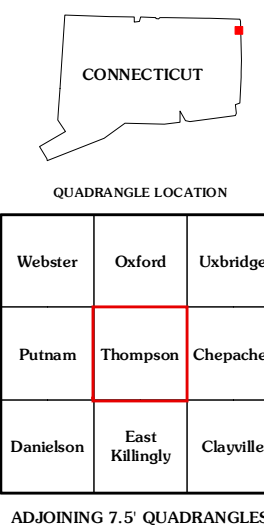 CONNECTICUT
QUADRANGLE LOCATION
Webster Oxford Uxbridge
Putnam Thompson Chepache
Danielson East Killingly Clayville
ADJOINING 7.5' QUADRANGLES